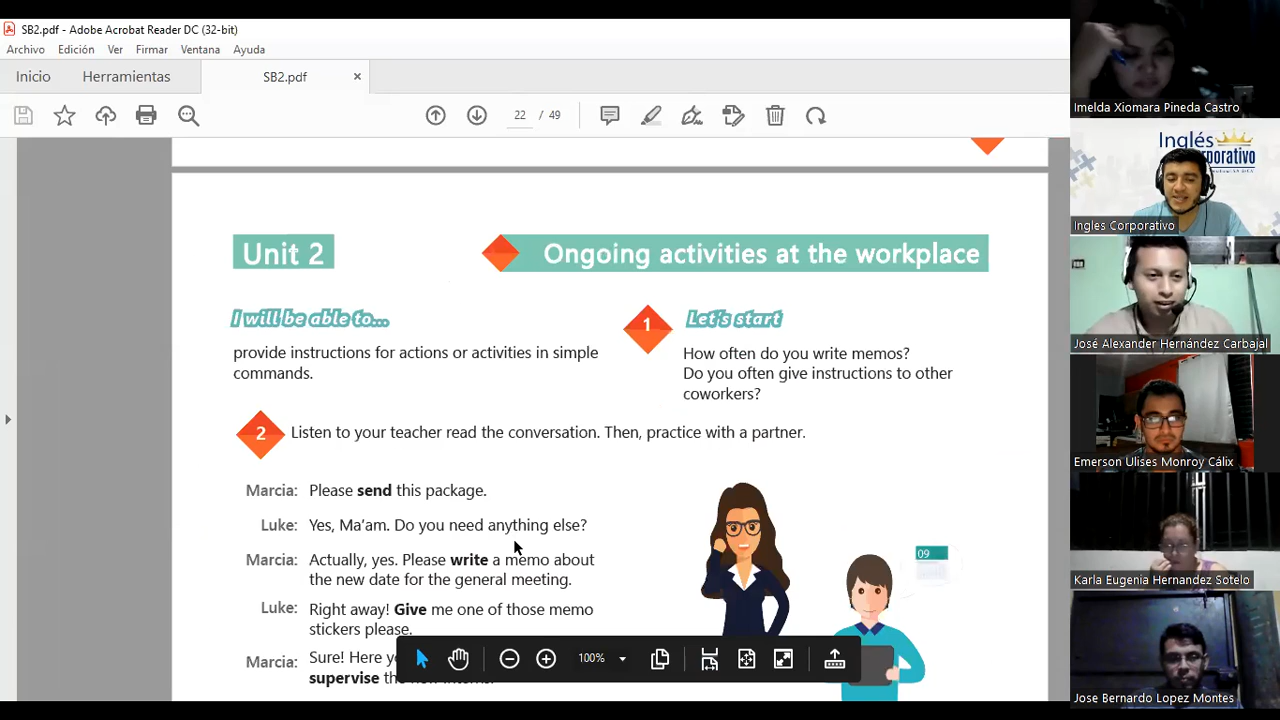 SB2.pdf - Adobe Acrobat Reader DC (32-bit)
Archivo Edición Ver Firmar Ventana Ayuda
Inicio Herramientas SB2.pdf ×
22 / 49
Unit 2
Ongoing activities at the workplace
I will be able to...
provide instructions for actions or activities in simple
commands.
1 Let's start
How often do you write memos?
Do you often give instructions to other
coworkers?
2 Listen to your teacher read the conversation. Then, practice with a partner.
Marcia: Please send this package.
Luke: Yes, Ma'am. Do you need anything else?
Marcia: Actually, yes. Please write a memo about
the new date for the general meeting.
Luke: Right away! Give me one of those memo
stickers please.
Marcia: Sure! Here
supervise
09
100%
Imelda Xiomara Pineda Castro
Inglés
Ingles Corporativo
José Alexander Hernández Carbajal
Emerson Ulises Monroy Cálix
Karla Eugenia Hernandez Sotelo
Jose Bernardo Lopez Montes